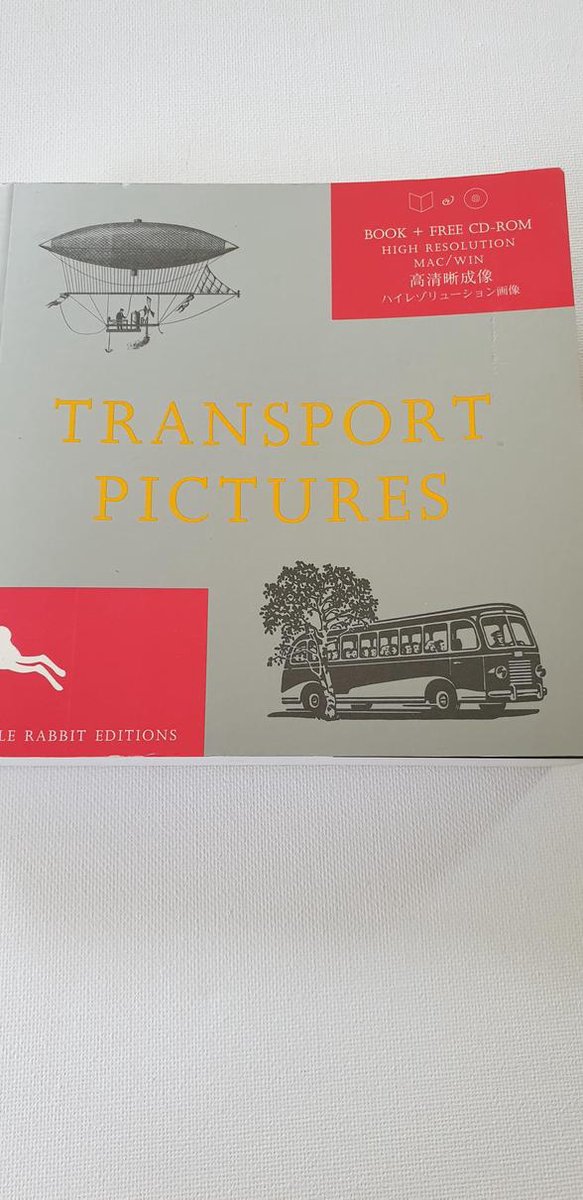 BOOK + FREE CD-ROM
HIGH RESOLUTION
MAC/WIN
高清晰成像
ハイレゾリューション画像
TRANSPORT
PICTURES
LE RABBIT EDITIONS